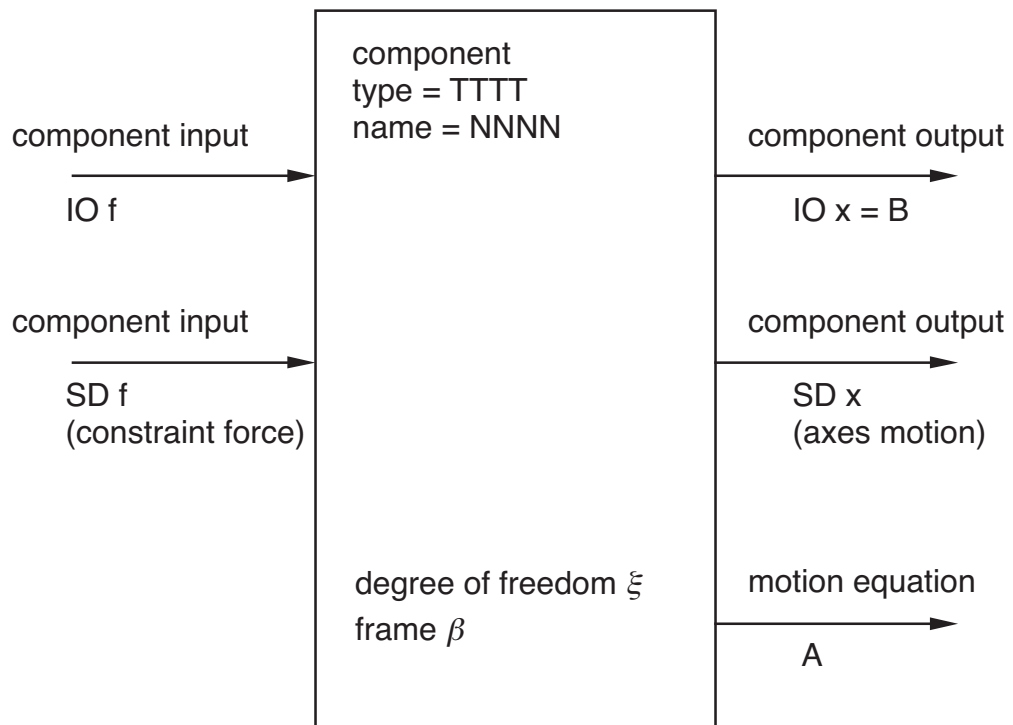 component
type = TTTT
name = NNNN
component input
IO f
component output
IO x = B
component input
SD f
(constraint force)
component output
SD x
(axes motion)
degree of freedom ξ
frame β
motion equation
A